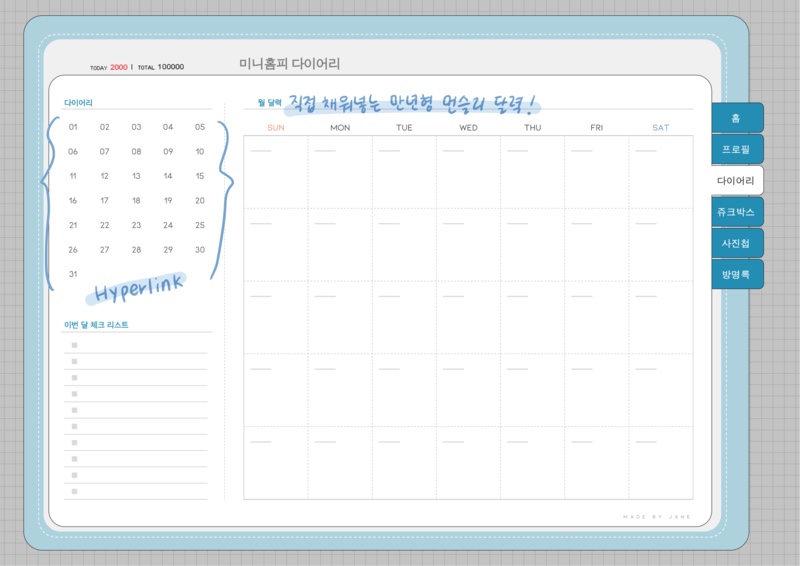 TODAY 2000 | TOTAL 100000
미니홈피 다이어리
다이어리
01 02 03 04 05
06 07 08 09 10
11 12 13 14 15
16 17 18 19 20
21 22 23 24 25
26 27 28 29 30
31
Hyperlink
이번 달 체크 리스트
월 달력 직접 채워넣는 만년형 먼슬리 달력!
SUN MON TUE WED THU FRI SAT
MADE BY JANE
홈
프로필
다이어리
쥬크박스
사진첩
방명록